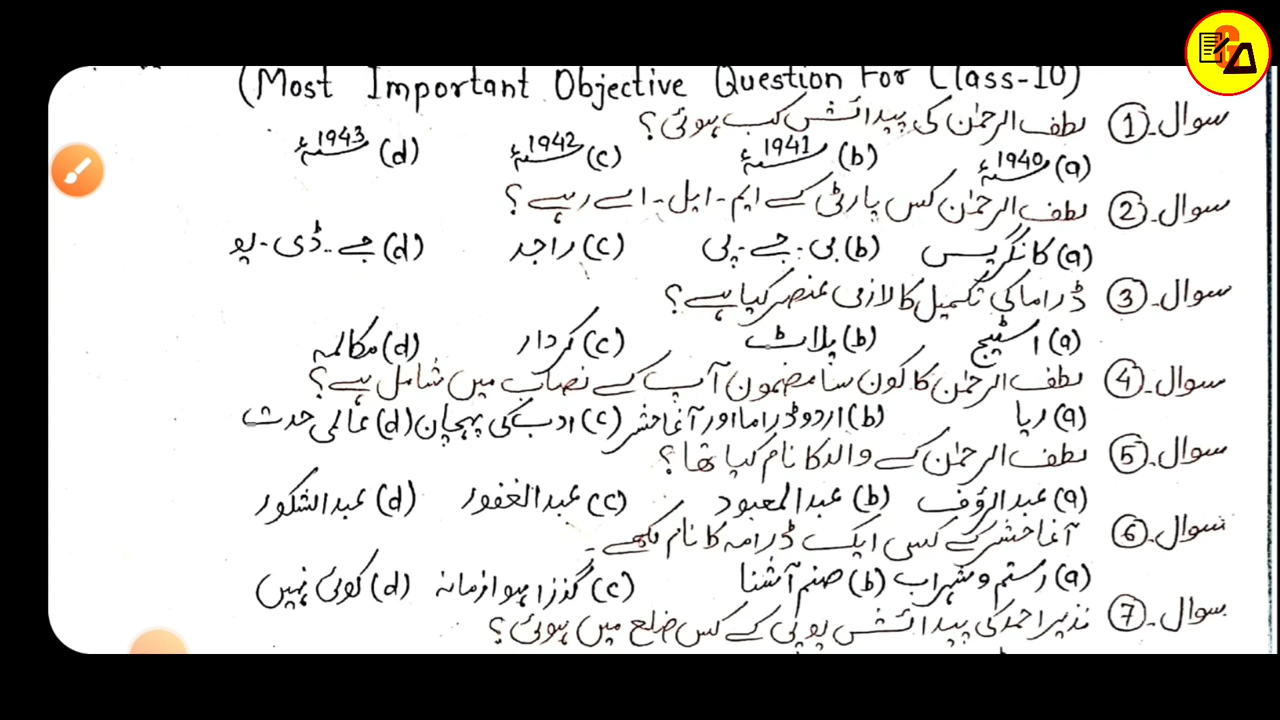 (Most Important Objective Question For Class-10)
سوال۔ ① لطف الرحمٰن کی پیدائش کب ہوئی؟
(a) 1940ء (b) 1941ء (c) 1942ء (d) 1943ء
سوال۔ ② لطف الرحمٰن کس پارٹی کے ایم۔ایل۔اے رہے؟
(a) کانگریس (b) بی۔جے۔پی (c) راجد (d) جے۔ڈی۔یو
سوال۔ ③ ڈراما کی تکمیل کا لازمی عنصر کیا ہے؟
(a) اسٹیج (b) پلاٹ (c) کردار (d) مکالمہ
سوال۔ ④ لطف الرحمٰن کا کون سا مضمون آپ کے نصاب میں شامل ہے؟
(a) رپا (b) اردو ڈراما اور آغا حشر (c) ادب کی پہچان (d) عالمی حدت
سوال۔ ⑤ لطف الرحمٰن کے والد کا نام کیا تھا؟
(a) عبدالرؤف (b) عبدالمعبود (c) عبدالغفور (d) عبدالشکور
سوال۔ ⑥ آغا حشر کے کسی ایک ڈرامہ کا نام لکھے۔
(a) رستم و شہراب (b) صنم آشنا (c) گذرا ہوا زمانہ (d) کوئی نہیں
سوال۔ ⑦ نذیر احمد کی پیدائش یوپی کے کس ضلع میں ہوئی؟